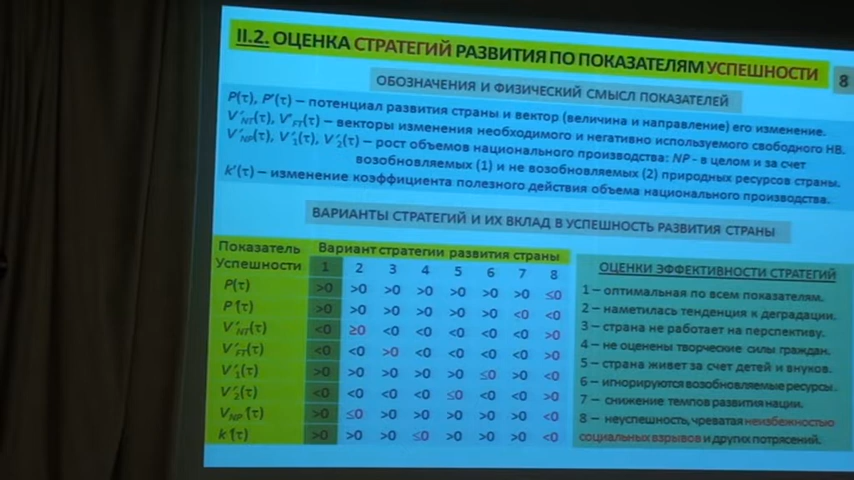 II.2. ОЦЕНКА СТРАТЕГИЙ РАЗВИТИЯ ПО ПОКАЗАТЕЛЯМ УСПЕШНОСТИ
8
ОБОЗНАЧЕНИЯ И ФИЗИЧЕСКИЙ СМЫСЛ ПОКАЗАТЕЛЕЙ
P(τ), P'(τ) – потенциал развития страны и вектор (величина и направление) его изменение.
V'NT(τ), V'FT(τ) – векторы изменения необходимого и негативно используемого свободного НВ.
V'NP(τ), V'1(τ), V'2(τ) – рост объемов национального производства: NP - в целом и за счет
возобновляемых (1) и не возобновляемых (2) природных ресурсов страны.
k'(τ) – изменение коэффициента полезного действия объема национального производства.
ВАРИАНТЫ СТРАТЕГИЙ И ИХ ВКЛАД В УСПЕШНОСТЬ РАЗВИТИЯ СТРАНЫ
Показатель Успешности
Вариант стратегии развития страны
1 2 3 4 5 6 7 8
P(τ) >0 >0 >0 >0 >0 >0 >0 ≤0
P'(τ) >0 >0 >0 >0 >0 >0 <0 <0
V'NT(τ) <0 ≥0 <0 <0 <0 <0 <0 >0
V'FT(τ) <0 <0 >0 <0 <0 <0 <0 >0
V'1(τ) >0 >0 >0 >0 >0 ≤0 >0 <0
V'2(τ) <0 <0 <0 <0 ≤0 <0 <0 >0
VNP'(τ) >0 ≤0 >0 >0 >0 >0 >0 <0
k'(τ) >0 >0 >0 ≤0 >0 >0 >0 <0
ОЦЕНКИ ЭФФЕКТИВНОСТИ СТРАТЕГИЙ
1 – оптимальная по всем показателям.
2 – наметилась тенденция к деградации.
3 – страна не работает на перспективу.
4 – не оценены творческие силы граждан.
5 – страна живет за счет детей и внуков.
6 – игнорируются возобновляемые ресурсы.
7 – снижение темпов развития нации.
8 – неуспешность, чреватая неизбежностью
социальных взрывов и других потрясений.